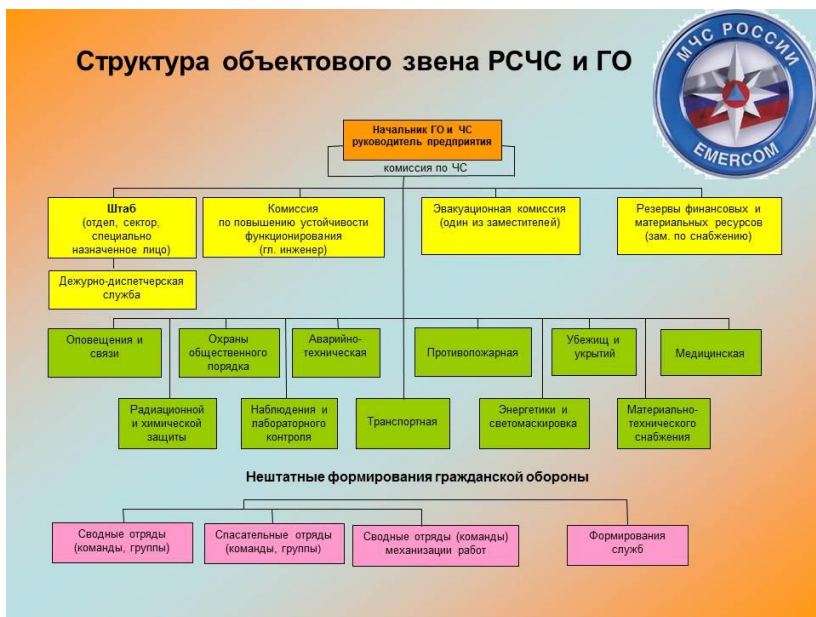 Структура объектового звена РСЧС и ГО
МЧС РОССИИ
EMERCOM
Начальник ГО и ЧС
руководитель предприятия
комиссия по ЧС
Штаб
(отдел, сектор,
специально
назначенное лицо)
Комиссия
по повышению устойчивости
функционирования
(гл. инженер)
Эвакуационная комиссия
(один из заместителей)
Резервы финансовых и
материальных ресурсов
(зам. по снабжению)
Дежурно-диспетчерская
служба
Оповещения и
связи
Охраны
общественного
порядка
Аварийно-
техническая
Противопожарная
Убежищ и
укрытий
Медицинская
Радиационной
и химической
защиты
Наблюдения и
лабораторного
контроля
Транспортная
Энергетики и
светомаскировка
Материально-
технического
снабжения
Нештатные формирования гражданской обороны
Сводные отряды
(команды, группы)
Спасательные отряды
(команды, группы)
Сводные отряды (команды)
механизации работ
Формирования
служб